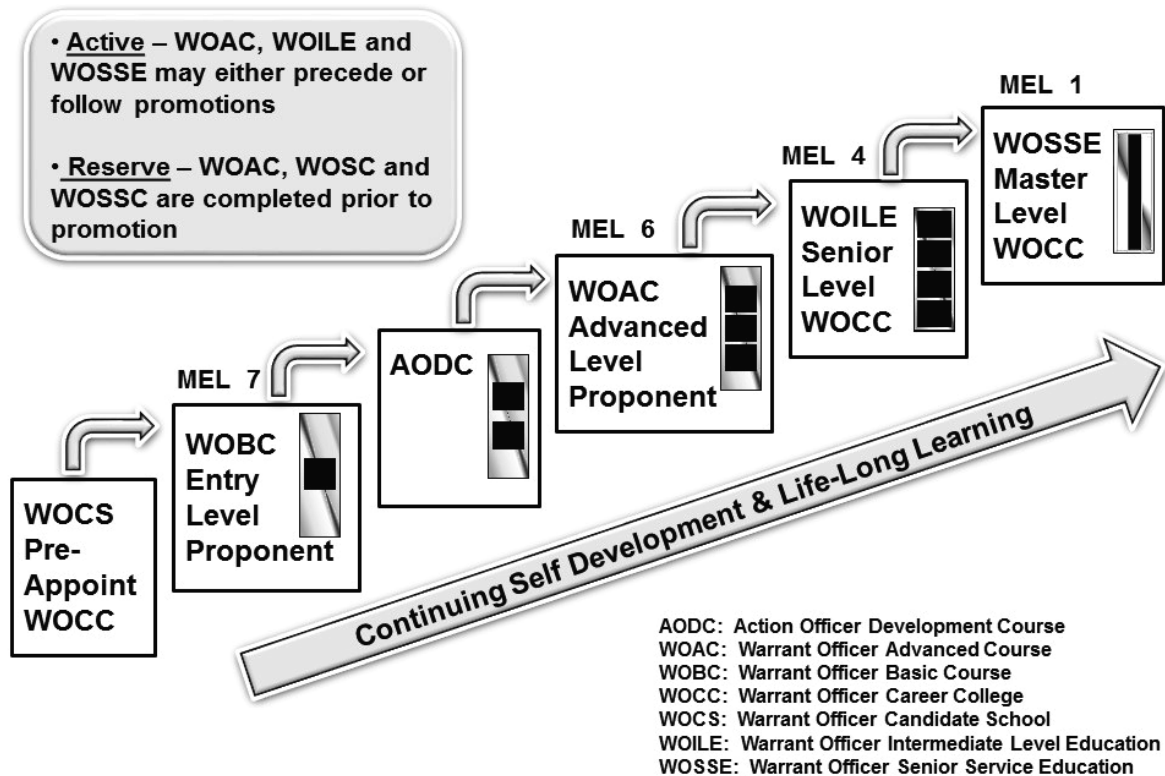 • Active – WOAC, WOILE and
WOSSE may either precede or
follow promotions
• Reserve – WOAC, WOSC and
WOSSC are completed prior to
promotion
MEL 1
WOSSE
Master
Level
WOCC
MEL 4
WOILE
Senior
Level
WOCC
MEL 6
WOAC
Advanced
Level
Proponent
AODC
MEL 7
WOBC
Entry
Level
Proponent
WOCS
Pre-
Appoint
WOCC
Continuing Self Development & Life-Long Learning
AODC: Action Officer Development Course
WOAC: Warrant Officer Advanced Course
WOBC: Warrant Officer Basic Course
WOCC: Warrant Officer Career College
WOCS: Warrant Officer Candidate School
WOILE: Warrant Officer Intermediate Level Education
WOSSE: Warrant Officer Senior Service Education